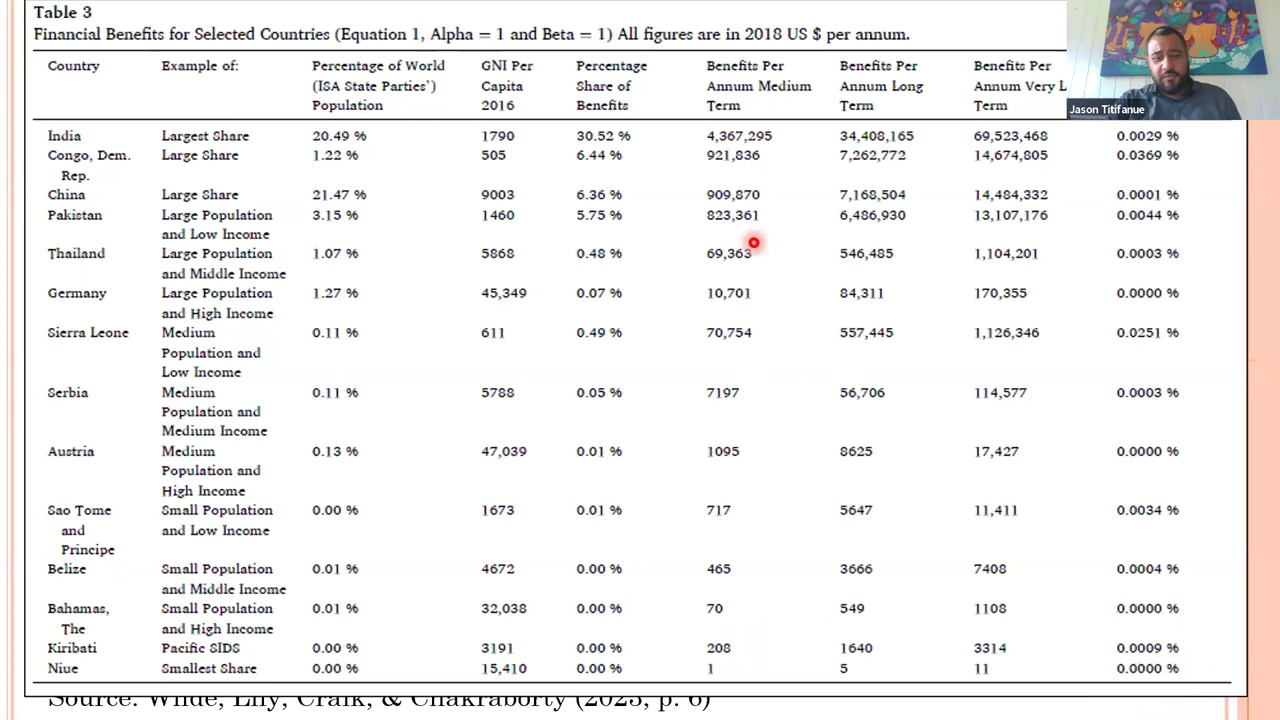 Table 3
Financial Benefits for Selected Countries (Equation 1, Alpha = 1 and Beta = 1) All figures are in 2018 US $ per annum.
Country Example of: Percentage of World GNI Per Percentage Benefits Per Benefits Per Benefits Per
(ISA State Parties') Capita Share of Annum Medium Annum Long Annum Very L
Population 2016 Benefits Term Term Term
Jason Titifanue
India Largest Share 20.49 % 1790 30.52 % 4,367,295 34,408,165 69,523,468 0.0029 %
Congo, Dem. Large Share 1.22 % 505 6.44 % 921,836 7,262,772 14,674,805 0.0369 %
Rep.
China Large Share 21.47 % 9003 6.36 % 909,870 7,168,504 14,484,332 0.0001 %
Pakistan Large Population 3.15 % 1460 5.75 % 823,361 6,486,930 13,107,176 0.0044 %
and Low Income
Thailand Large Population 1.07 % 5868 0.48 % 69,363 546,485 1,104,201 0.0003 %
and Middle Income
Germany Large Population 1.27 % 45,349 0.07 % 10,701 84,311 170,355 0.0000 %
and High Income
Sierra Leone Medium 0.11 % 611 0.49 % 70,754 557,445 1,126,346 0.0251 %
Population and
Low Income
Serbia Medium 0.11 % 5788 0.05 % 7197 56,706 114,577 0.0003 %
Population and
Medium Income
Austria Medium 0.13 % 47,039 0.01 % 1095 8625 17,427 0.0000 %
Population and
High Income
Sao Tome Small Population 0.00 % 1673 0.01 % 717 5647 11,411 0.0034 %
and and Low Income
Principe
Belize Small Population 0.01 % 4672 0.00 % 465 3666 7408 0.0004 %
and Middle Income
Bahamas, Small Population 0.01 % 32,038 0.00 % 70 549 1108 0.0000 %
The and High Income
Kiribati Pacific SIDS 0.00 % 3191 0.00 % 208 1640 3314 0.0009 %
Niue Smallest Share 0.00 % 15,410 0.00 % 1 5 11 0.0000 %
Source: Wilde, Lily, Craik, & Chakraborty (2023, p. 6)